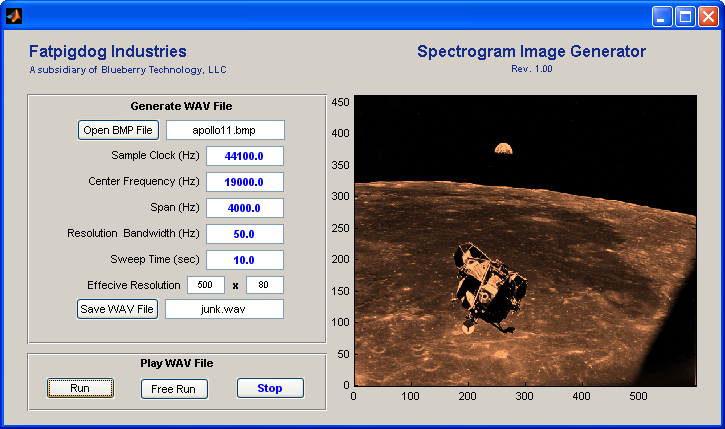 Fatpigdog Industries
A subsidiary of Blueberry Technology, LLC
Spectrogram Image Generator
Rev. 1.00
Generate WAV File
Open BMP File apollo11.bmp
Sample Clock (Hz) 44100.0
Center Frequency (Hz) 19000.0
Span (Hz) 4000.0
Resolution Bandwidth (Hz) 50.0
Sweep Time (sec) 10.0
Effecive Resolution 500 x 80
Save WAV File junk.wav
Play WAV File
Run Free Run Stop
450
400
350
300
250
200
150
100
50
0
0 100 200 300 400 500